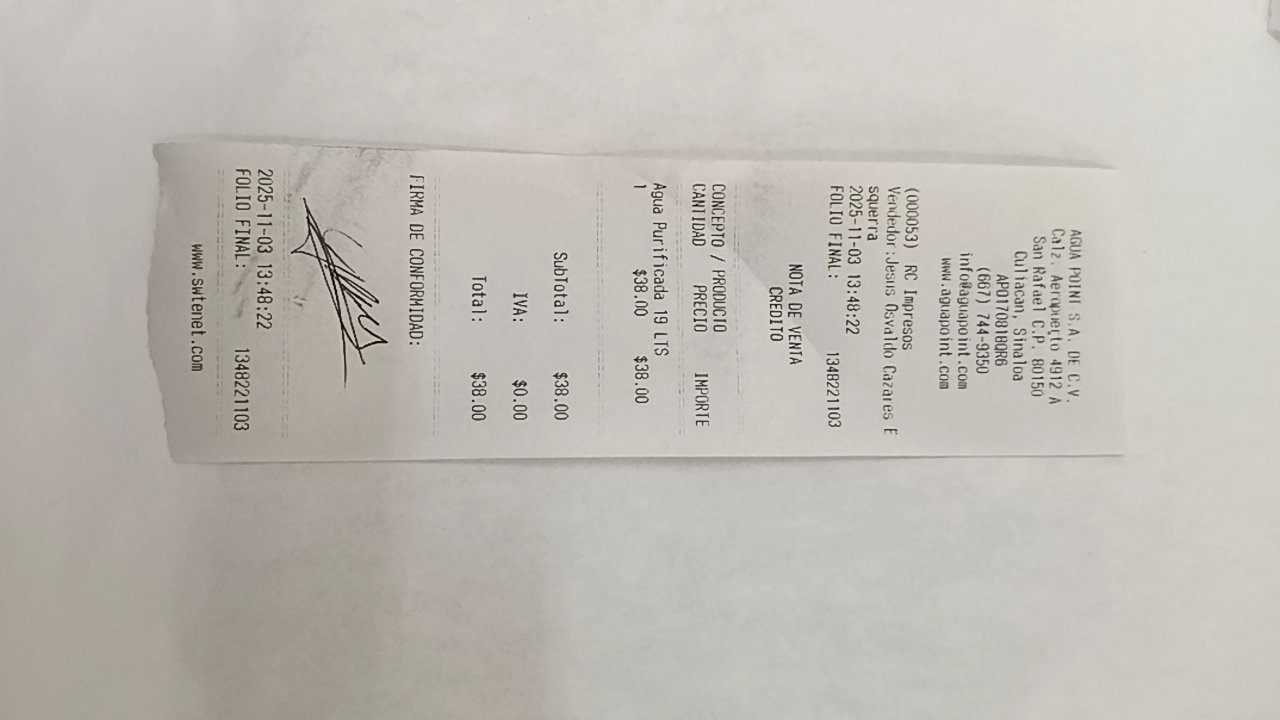 AGUA POINT S.A. DE C.V.
Calz. Aeropuerto 4912 A
San Rafael C.P. 80150
Culiacan, Sinaloa
APO170818QR6
(667) 744-9350
info@aguapoint.com
www.aguapoint.com
(000053) RC Impresos
Vendedor:Jesus Osvaldo Cazares E
squerra
2025-11-03 13:48:22
FOLIO FINAL: 1348221103
NOTA DE VENTA
CREDITO
CONCEPTO / PRODUCTO
CANTIDAD PRECIO IMPORTE
Agua Purificada 19 LTS
1 $38.00 $38.00
SubTotal: $38.00
IVA: $0.00
Total: $38.00
FIRMA DE CONFORMIDAD:
2025-11-03 13:48:22
FOLIO FINAL: 1348221103
www.swtenet.com